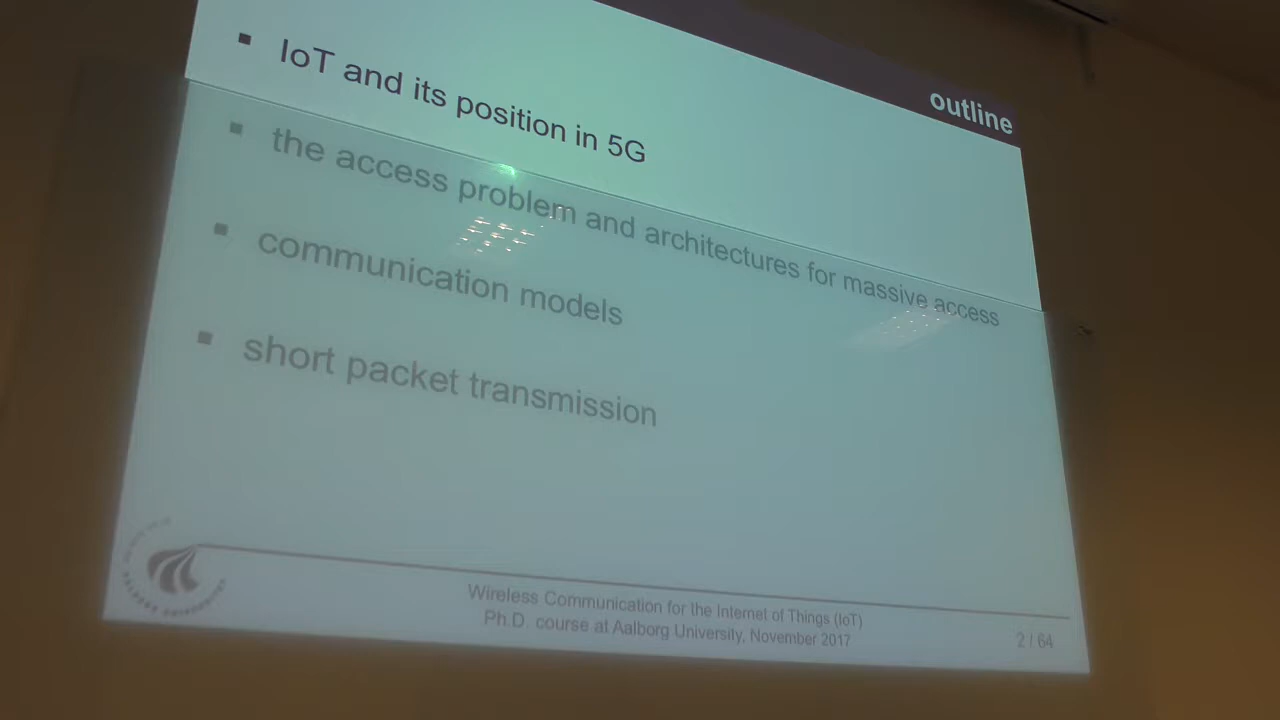 outline
IoT and its position in 5G
the access problem and architectures for massive access
communication models
short packet transmission
Wireless Communication for the Internet of Things (IoT)
Ph.D. course at Aalborg University, November 2017
2 / 64